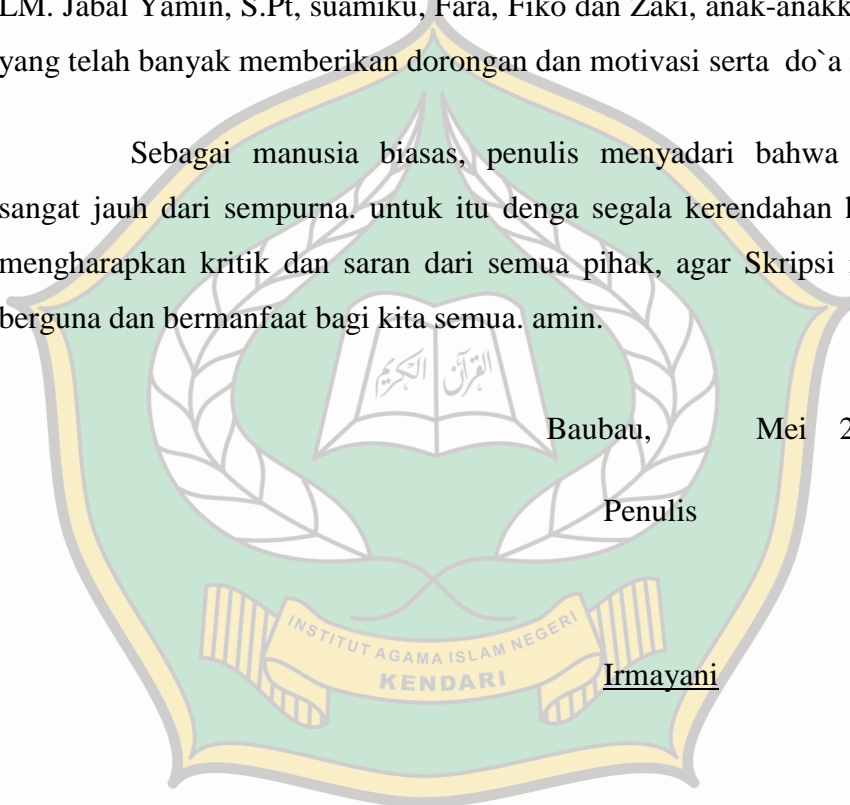 LM. Jabal Yamin, S.Pt, suamiku, Fara, Fiko dan Zaki, anak-anakk
yang telah banyak memberikan dorongan dan motivasi serta do`a
Sebagai manusia biasas, penulis menyadari bahwa
sangat jauh dari sempurna. untuk itu denga segala kerendahan
mengharapkan kritik dan saran dari semua pihak, agar Skripsi
berguna dan bermanfaat bagi kita semua. amin.
القرآن الكريم
Baubau, Mei 2
Penulis
INSTITUT AGAMA ISLAM NEGERI
KENDARI
Irmayani